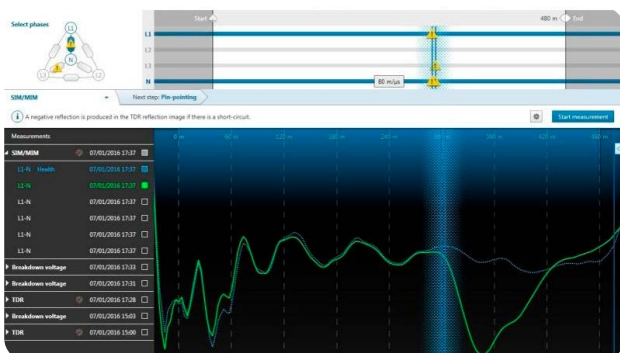 Select phases
L1
N
L3
L2
Start
480 m
End
L1
L2
L3
N
80 m/µs
SIM/MIM
Next step: Pin-pointing
A negative reflection is produced in the TDR reflection image if there is a short-circuit.
Start measurement
Measurements
SIM/MIM 07/01/2016 17:37
L1-N Health 07/01/2016 17:37
L1-N 07/01/2016 17:37
L1-N 07/01/2016 17:37
L1-N 07/01/2016 17:37
L1-N 07/01/2016 17:37
L1-N 07/01/2016 17:37
Breakdown voltage 07/01/2016 17:33
Breakdown voltage 07/01/2016 17:31
TDR 07/01/2016 17:28
Breakdown voltage 07/01/2016 15:03
TDR 07/01/2016 15:00
0 m
60 m